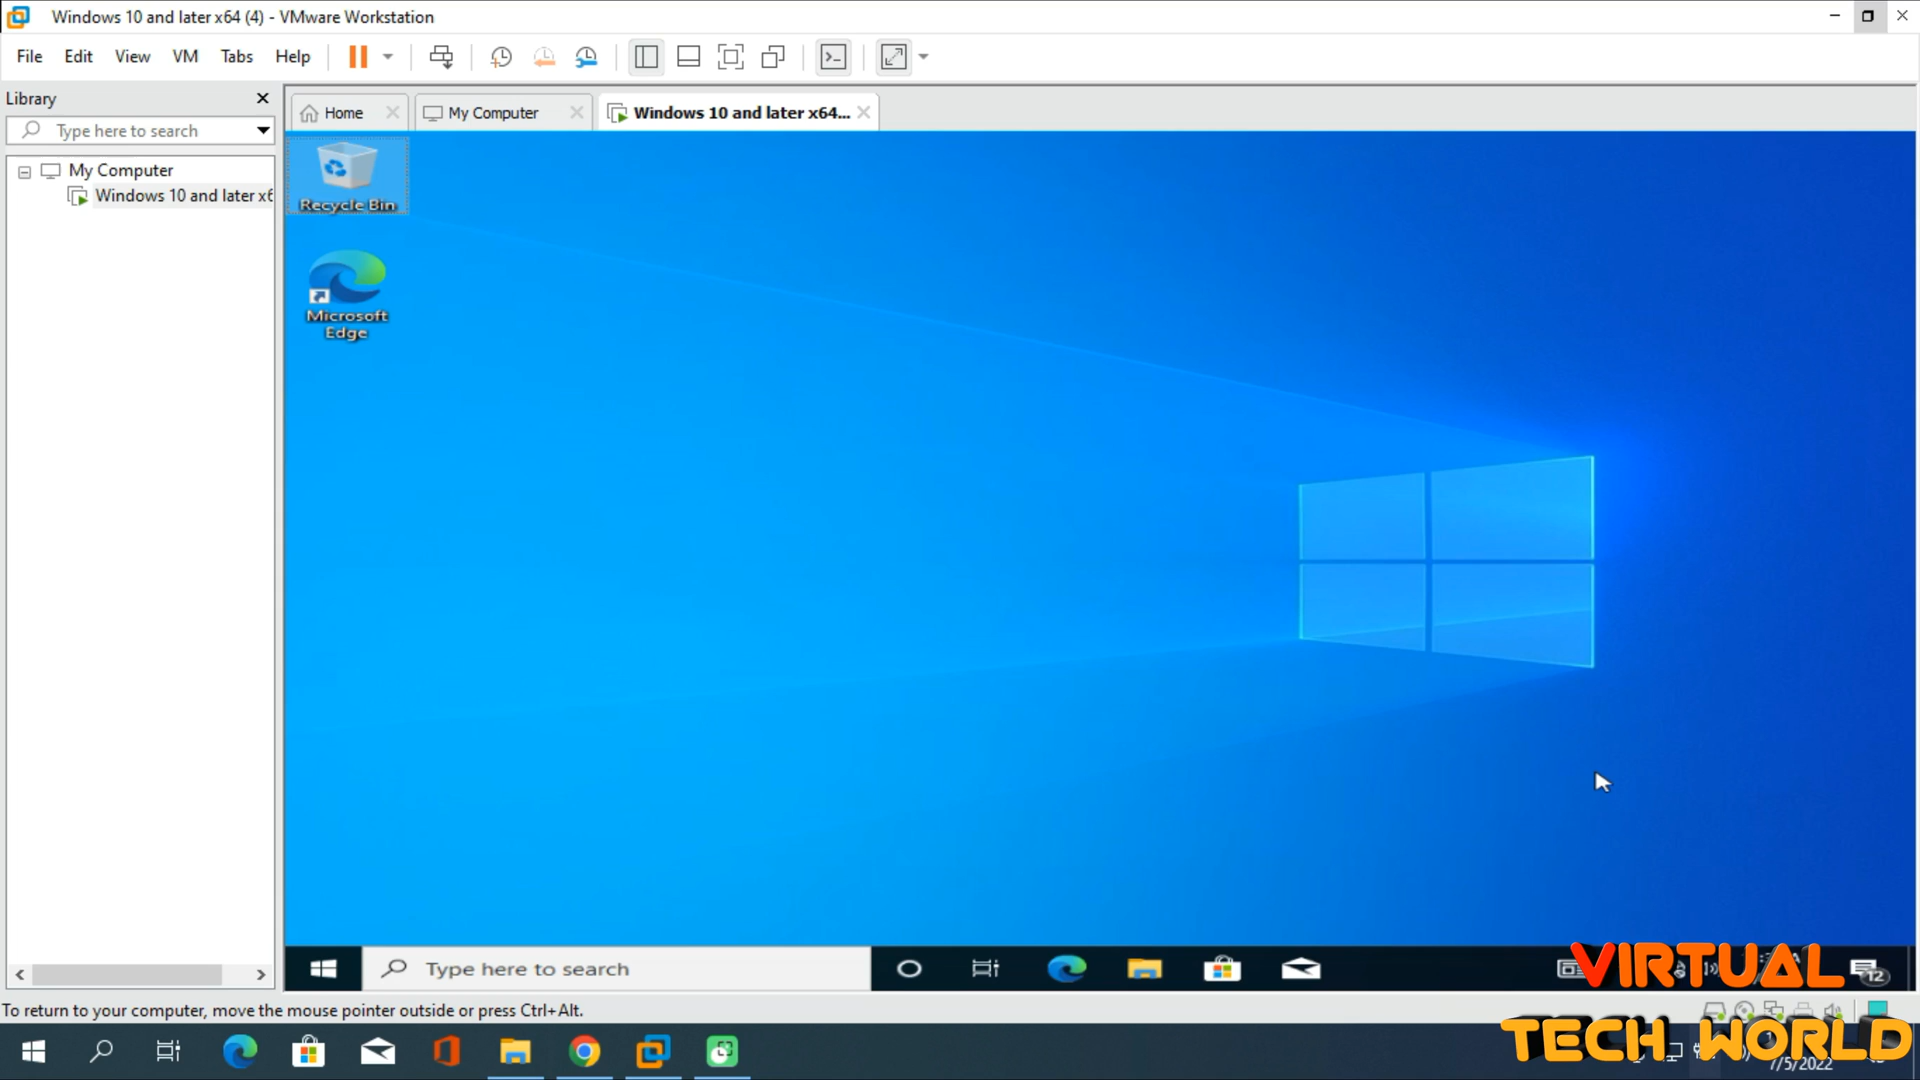 Windows 10 and later x64 (4) - VMware Workstation
File Edit View VM Tabs Help
Library
Type here to search
My Computer
Windows 10 and later x6
Home
My Computer
Windows 10 and later x64...
Recycle Bin
Microsoft
Edge
Type here to search
12
VIRTUAL
TECH WORLD
To return to your computer, move the mouse pointer outside or press Ctrl+Alt.
7/5/2022